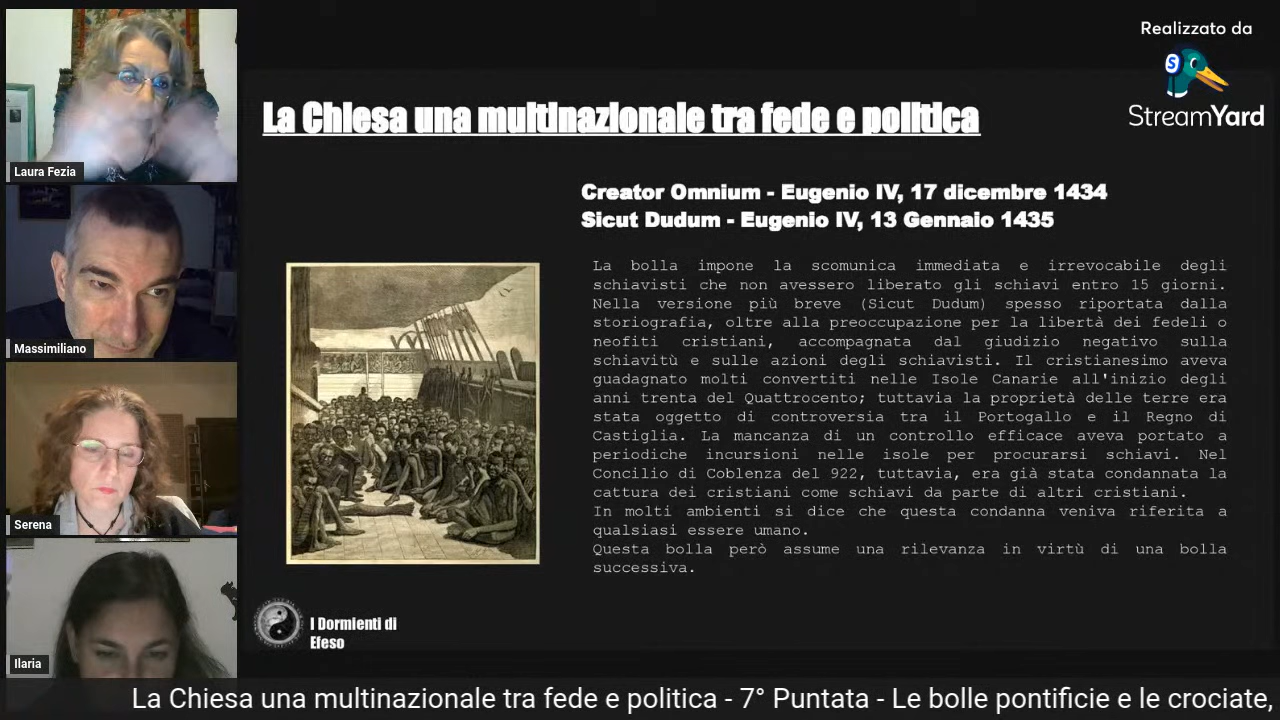 Realizzato da
StreamYard
La Chiesa una multinazionale tra fede e politica
Creator Omnium - Eugenio IV, 17 dicembre 1434
Sicut Dudum - Eugenio IV, 13 Gennaio 1435
La bolla impone la scomunica immediata e irrevocabile degli
schiavisti che non avessero liberato gli schiavi entro 15 giorni.
Nella versione più breve (Sicut Dudum) spesso riportata dalla
storiografia, oltre alla preoccupazione per la libertà dei fedeli o
neofiti cristiani, accompagnata dal giudizio negativo sulla
schiavitù e sulle azioni degli schiavisti. Il cristianesimo aveva
guadagnato molti convertiti nelle Isole Canarie all'inizio degli
anni trenta del Quattrocento; tuttavia la proprietà delle terre era
stata oggetto di controversia tra il Portogallo e il Regno di
Castiglia. La mancanza di un controllo efficace aveva portato a
periodiche incursioni nelle isole per procurarsi schiavi. Nel
Concilio di Coblenza del 922, tuttavia, era già stata condannata la
cattura dei cristiani come schiavi da parte di altri cristiani.
In molti ambienti si dice che questa condanna veniva riferita a
qualsiasi essere umano.
Questa bolla però assume una rilevanza in virtù di una bolla
successiva.
I Dormienti di
Efeso
Laura Fezia
Massimiliano
Serena
Ilaria
La Chiesa una multinazionale tra fede e politica - 7° Puntata - Le bolle pontificie e le crociate,